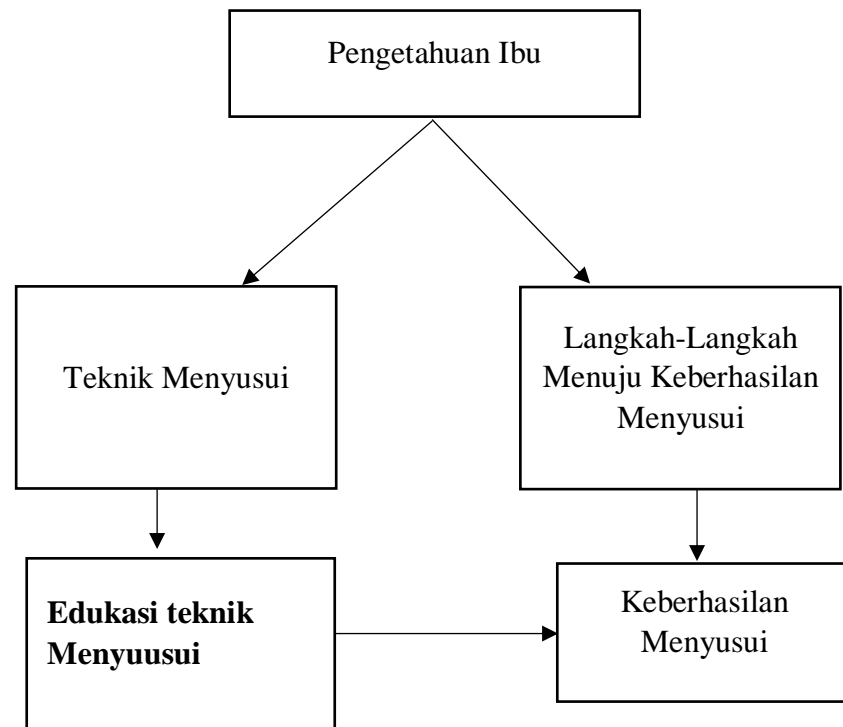 Pengetahuan Ibu
Teknik Menyusui
Langkah-Langkah
Menuju Keberhasilan
Menyusui
Edukasi teknik
Menyuusui
Keberhasilan
Menyusui